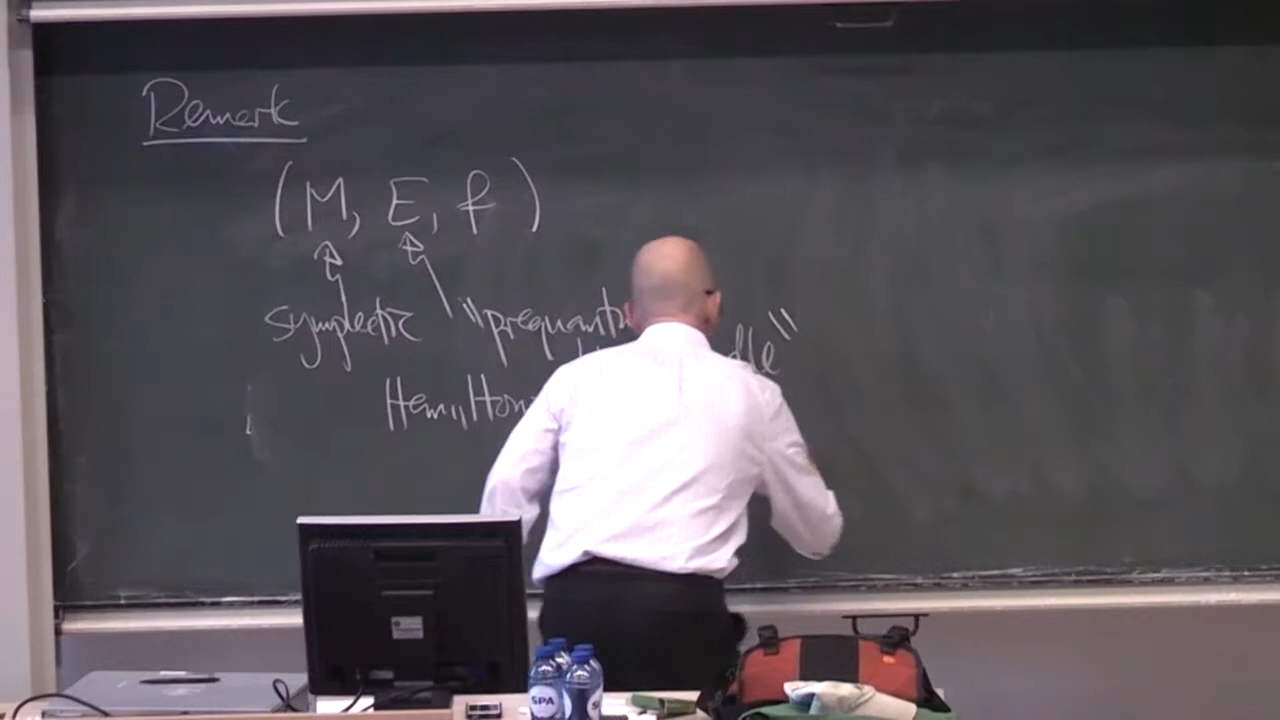 Remark
(M, E, f)
symplectic "prequant
dle"
Hamilton
SPA